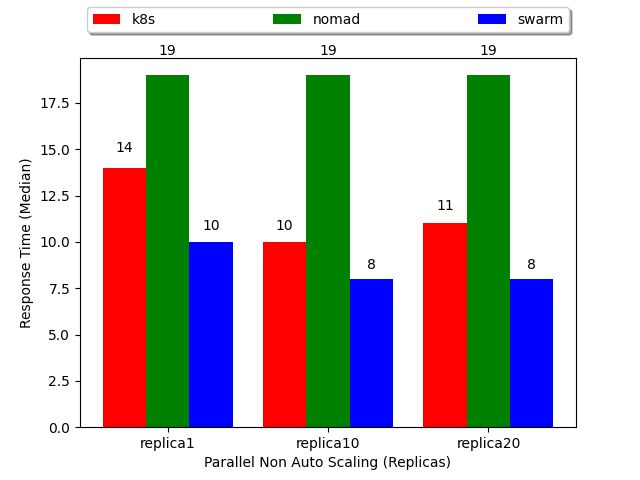 k8s nomad swarm
19 19 19
17.5
15.0
12.5
10.0
7.5
5.0
2.5
0.0
14 10 10 8 11 8
Response Time (Median)
replica1 replica10 replica20
Parallel Non Auto Scaling (Replicas)